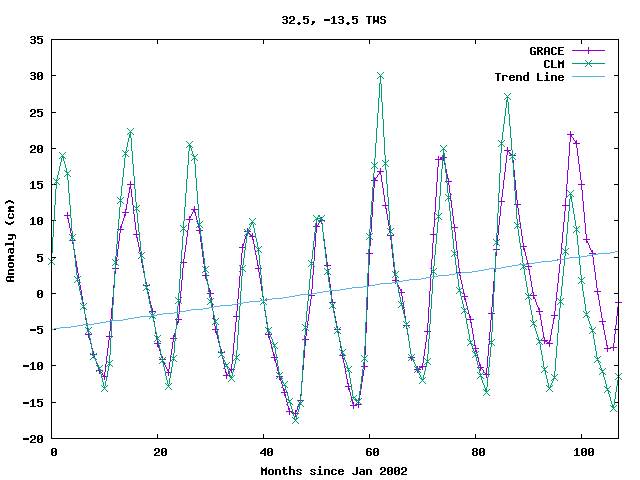 32.5, -13.5 TWS
GRACE
CLM
Trend Line
35
30
25
20
15
10
5
0
-5
-10
-15
-20
Anomaly (cm)
0 20 40 60 80 100
Months since Jan 2002